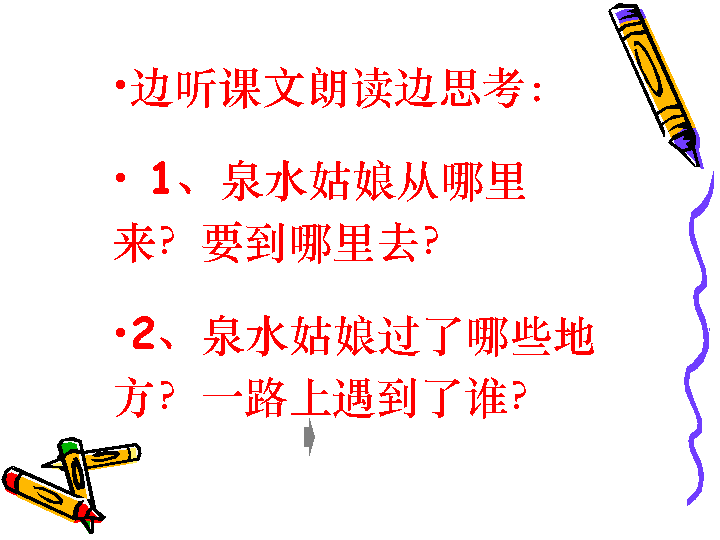 •边听课文朗读边思考：
• 1、泉水姑娘从哪里
来？要到哪里去？
•2、泉水姑娘过了哪些地
方？一路上遇到了谁？